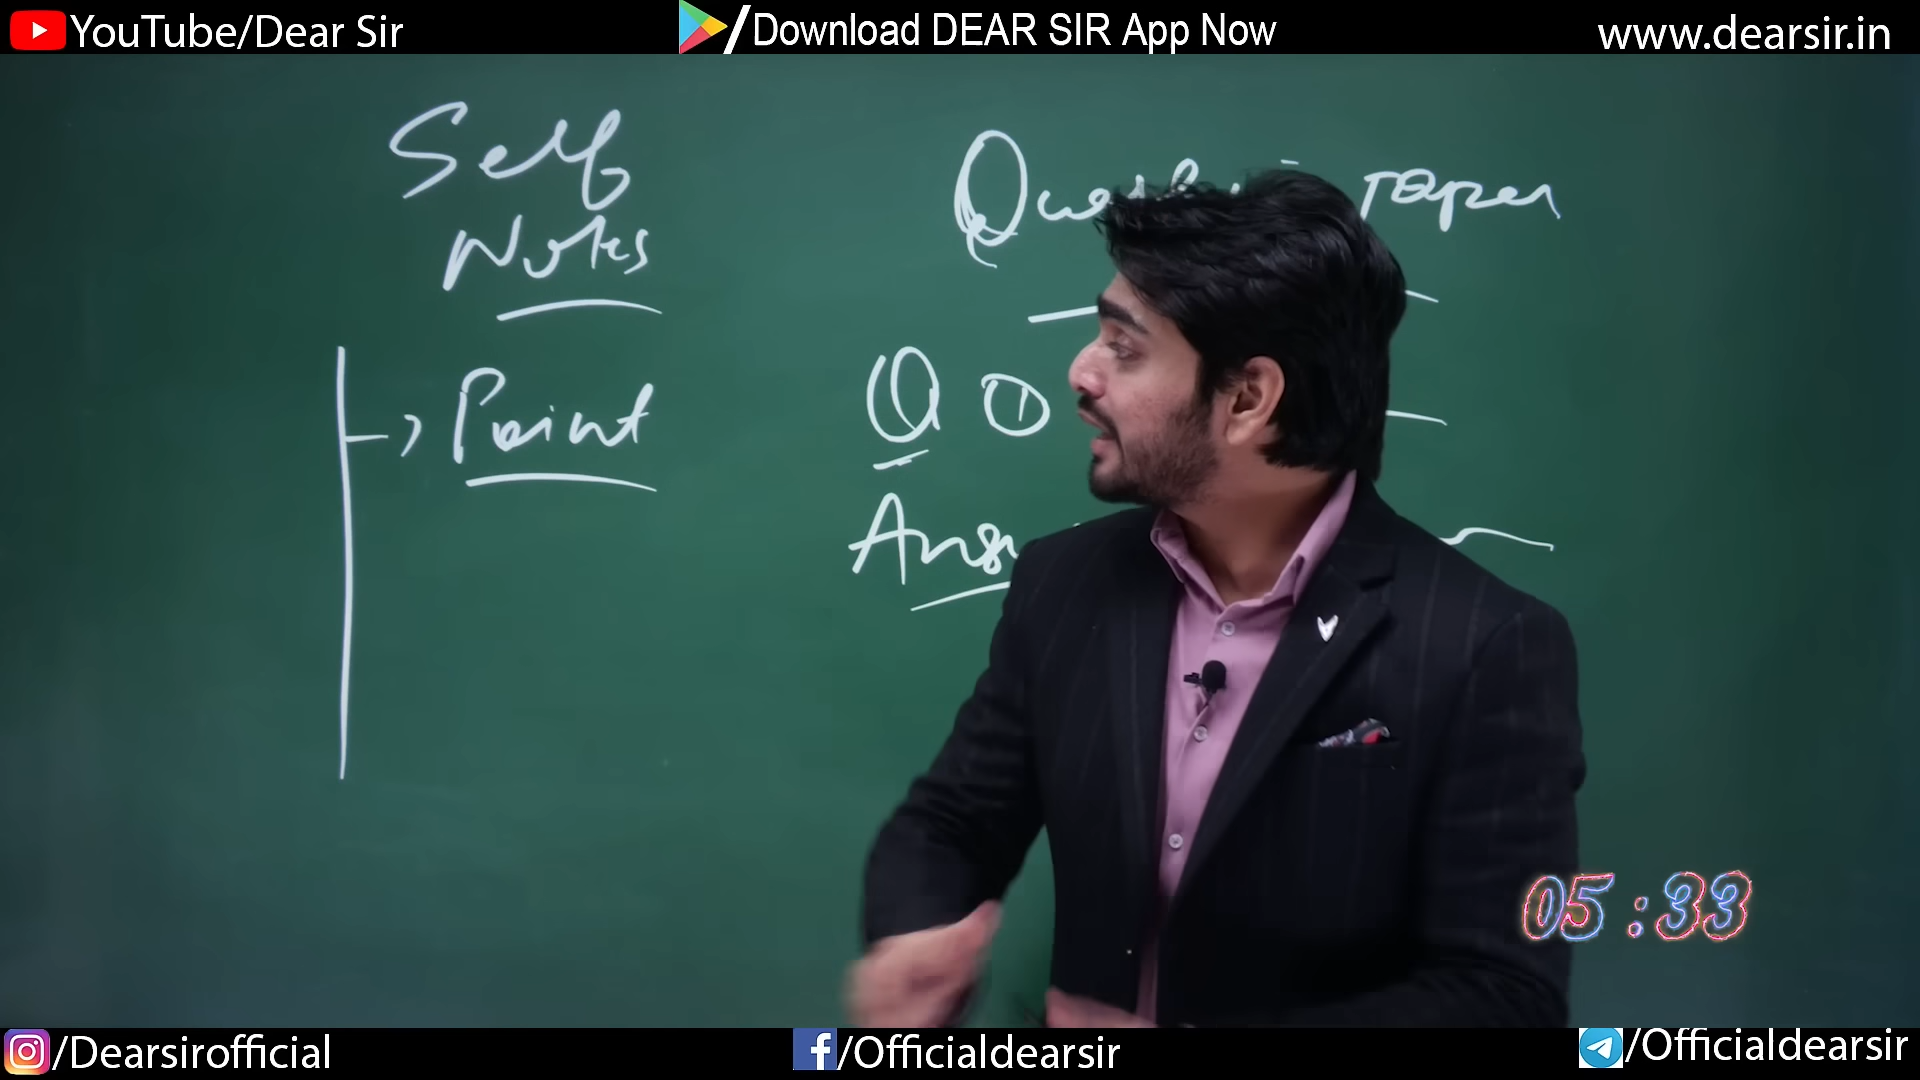 YouTube/Dear Sir
/Download DEAR SIR App Now
www.dearsir.in
Self
Notes
Point
paper
Q ①
05:33
/Dearsirofficial
/Officialdearsir
/Officialdearsir